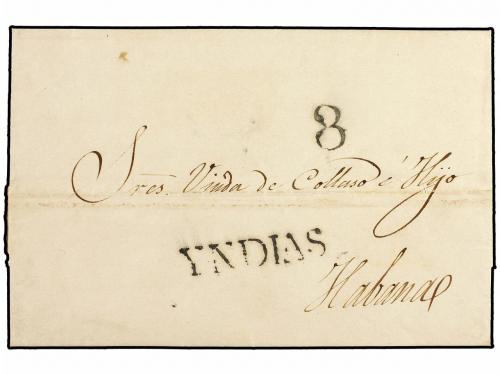 8
Sres. Viuda de Collaso é Hijo
YNDIAS
Habana